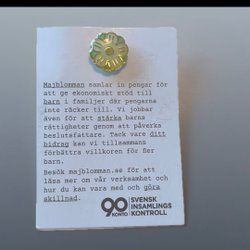 Majblomman samlar in pengar för
att ge ekonomiskt stöd till
barn i familjer där pengarna
inte räcker till. Vi jobbar
även för att stärka barns
rättigheter genom att påverka
beslutsfattare. Tack vare ditt
bidrag kan vi tillsammans
förbättra villkoren för fler
barn.
Besök majblomman.se för att
läsa mer om vår verksamhet och
hur du kan vara med och göra
skillnad.
90 KONTO
SVENSK
INSAMLINGS
KONTROLL